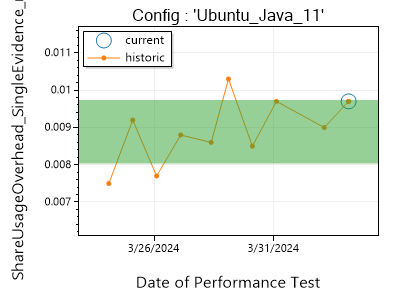 Config : 'Ubuntu_Java_11'
current
historic
0.011
0.01
0.009
0.008
0.007
ShareUsageOverhead_SingleEvidence_
3/26/2024
3/31/2024
Date of Performance Test